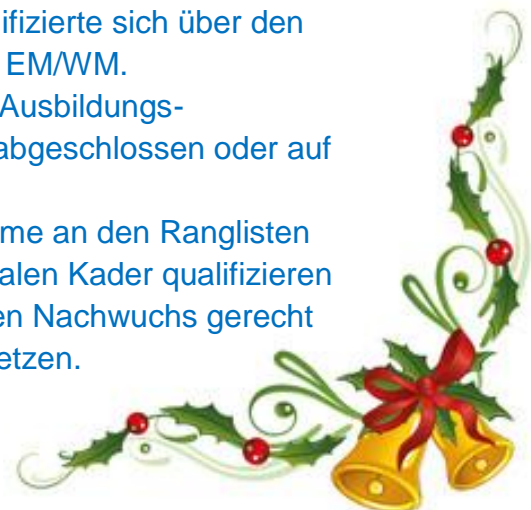 ifizierte sich über den
EM/WM.
Ausbildungs-
abgeschlossen oder auf
me an den Ranglisten
alen Kader qualifizieren
en Nachwuchs gerecht
etzen.